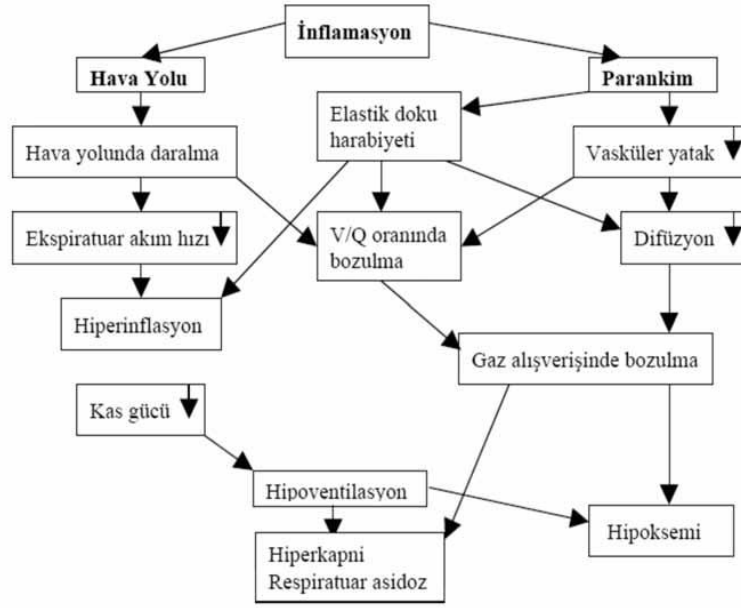 İnflamasyon
Hava Yolu
Parankim
Elastik doku
harabiyeti
Hava yolunda daralma
Vasküler yatak
Ekspiratuar akım hızı
V/Q oranında
bozulma
Difüzyon
Hiperinflasyon
Gaz alışverişinde bozulma
Kas gücü
Hipoventilasyon
Hipoksemi
Hiperkapni
Respiratuar asidoz